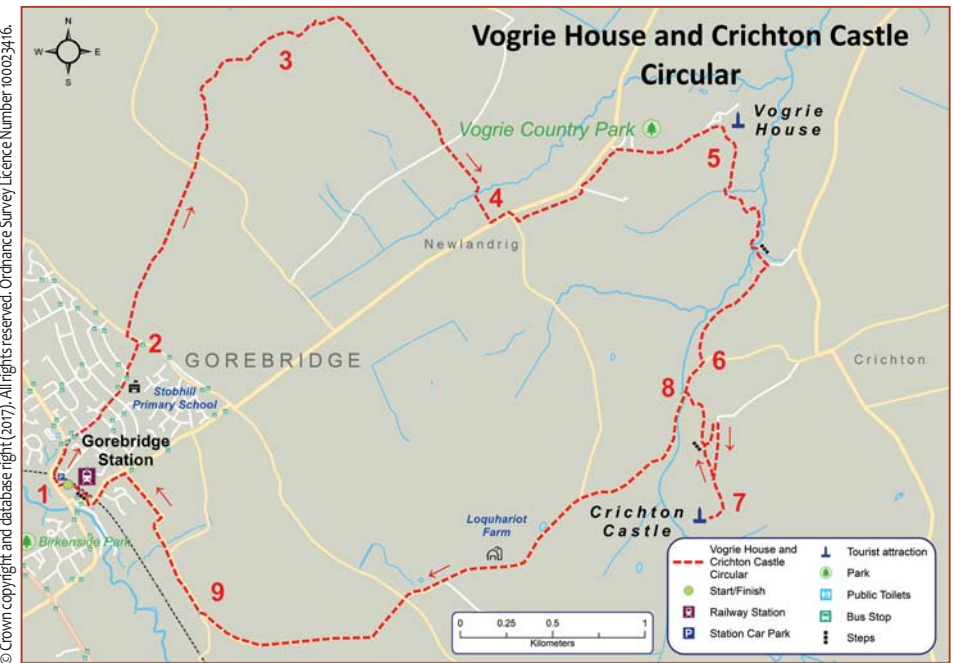 © Crown copyright and database right (2017). All rights reserved. Ordnance Survey Licence Number 100023416.
N
W
E
S
Vogrie House and Crichton Castle
Circular
3
Vogrie
House
Vogrie Country Park
5
4
Newlandrig
2
GOREBRIDGE
6
Crichton
Stobhill
Primary School
8
Gorebridge
Station
P
1
7
Crichton
Castle
Loquhariot
Farm
Birkenside Park
9
Vogrie House and
Crichton Castle
Circular
Start/Finish
Railway Station
P
Station Car Park
Tourist attraction
Park
Public Toilets
Bus Stop
Steps
0
0.25
0.5
1
Kilometers